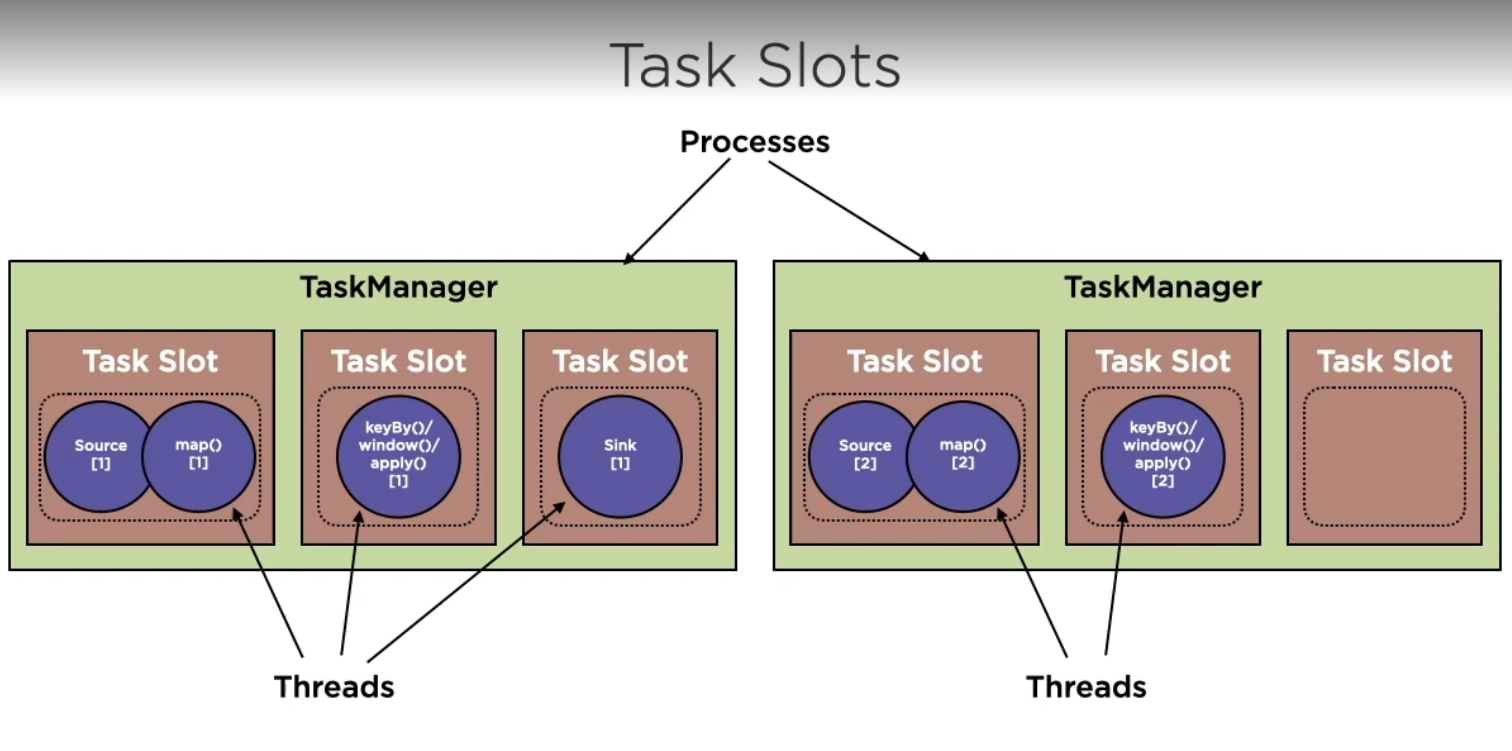 Task Slots
Processes
TaskManager
Task Slot
Source
[1]
map()
[1]
Task Slot
keyBy()/
window()/
apply()
[1]
Task Slot
Sink
[1]
TaskManager
Task Slot
Source
[2]
map()
[2]
Task Slot
keyBy()/
window()/
apply()
[2]
Task Slot
Threads
Threads